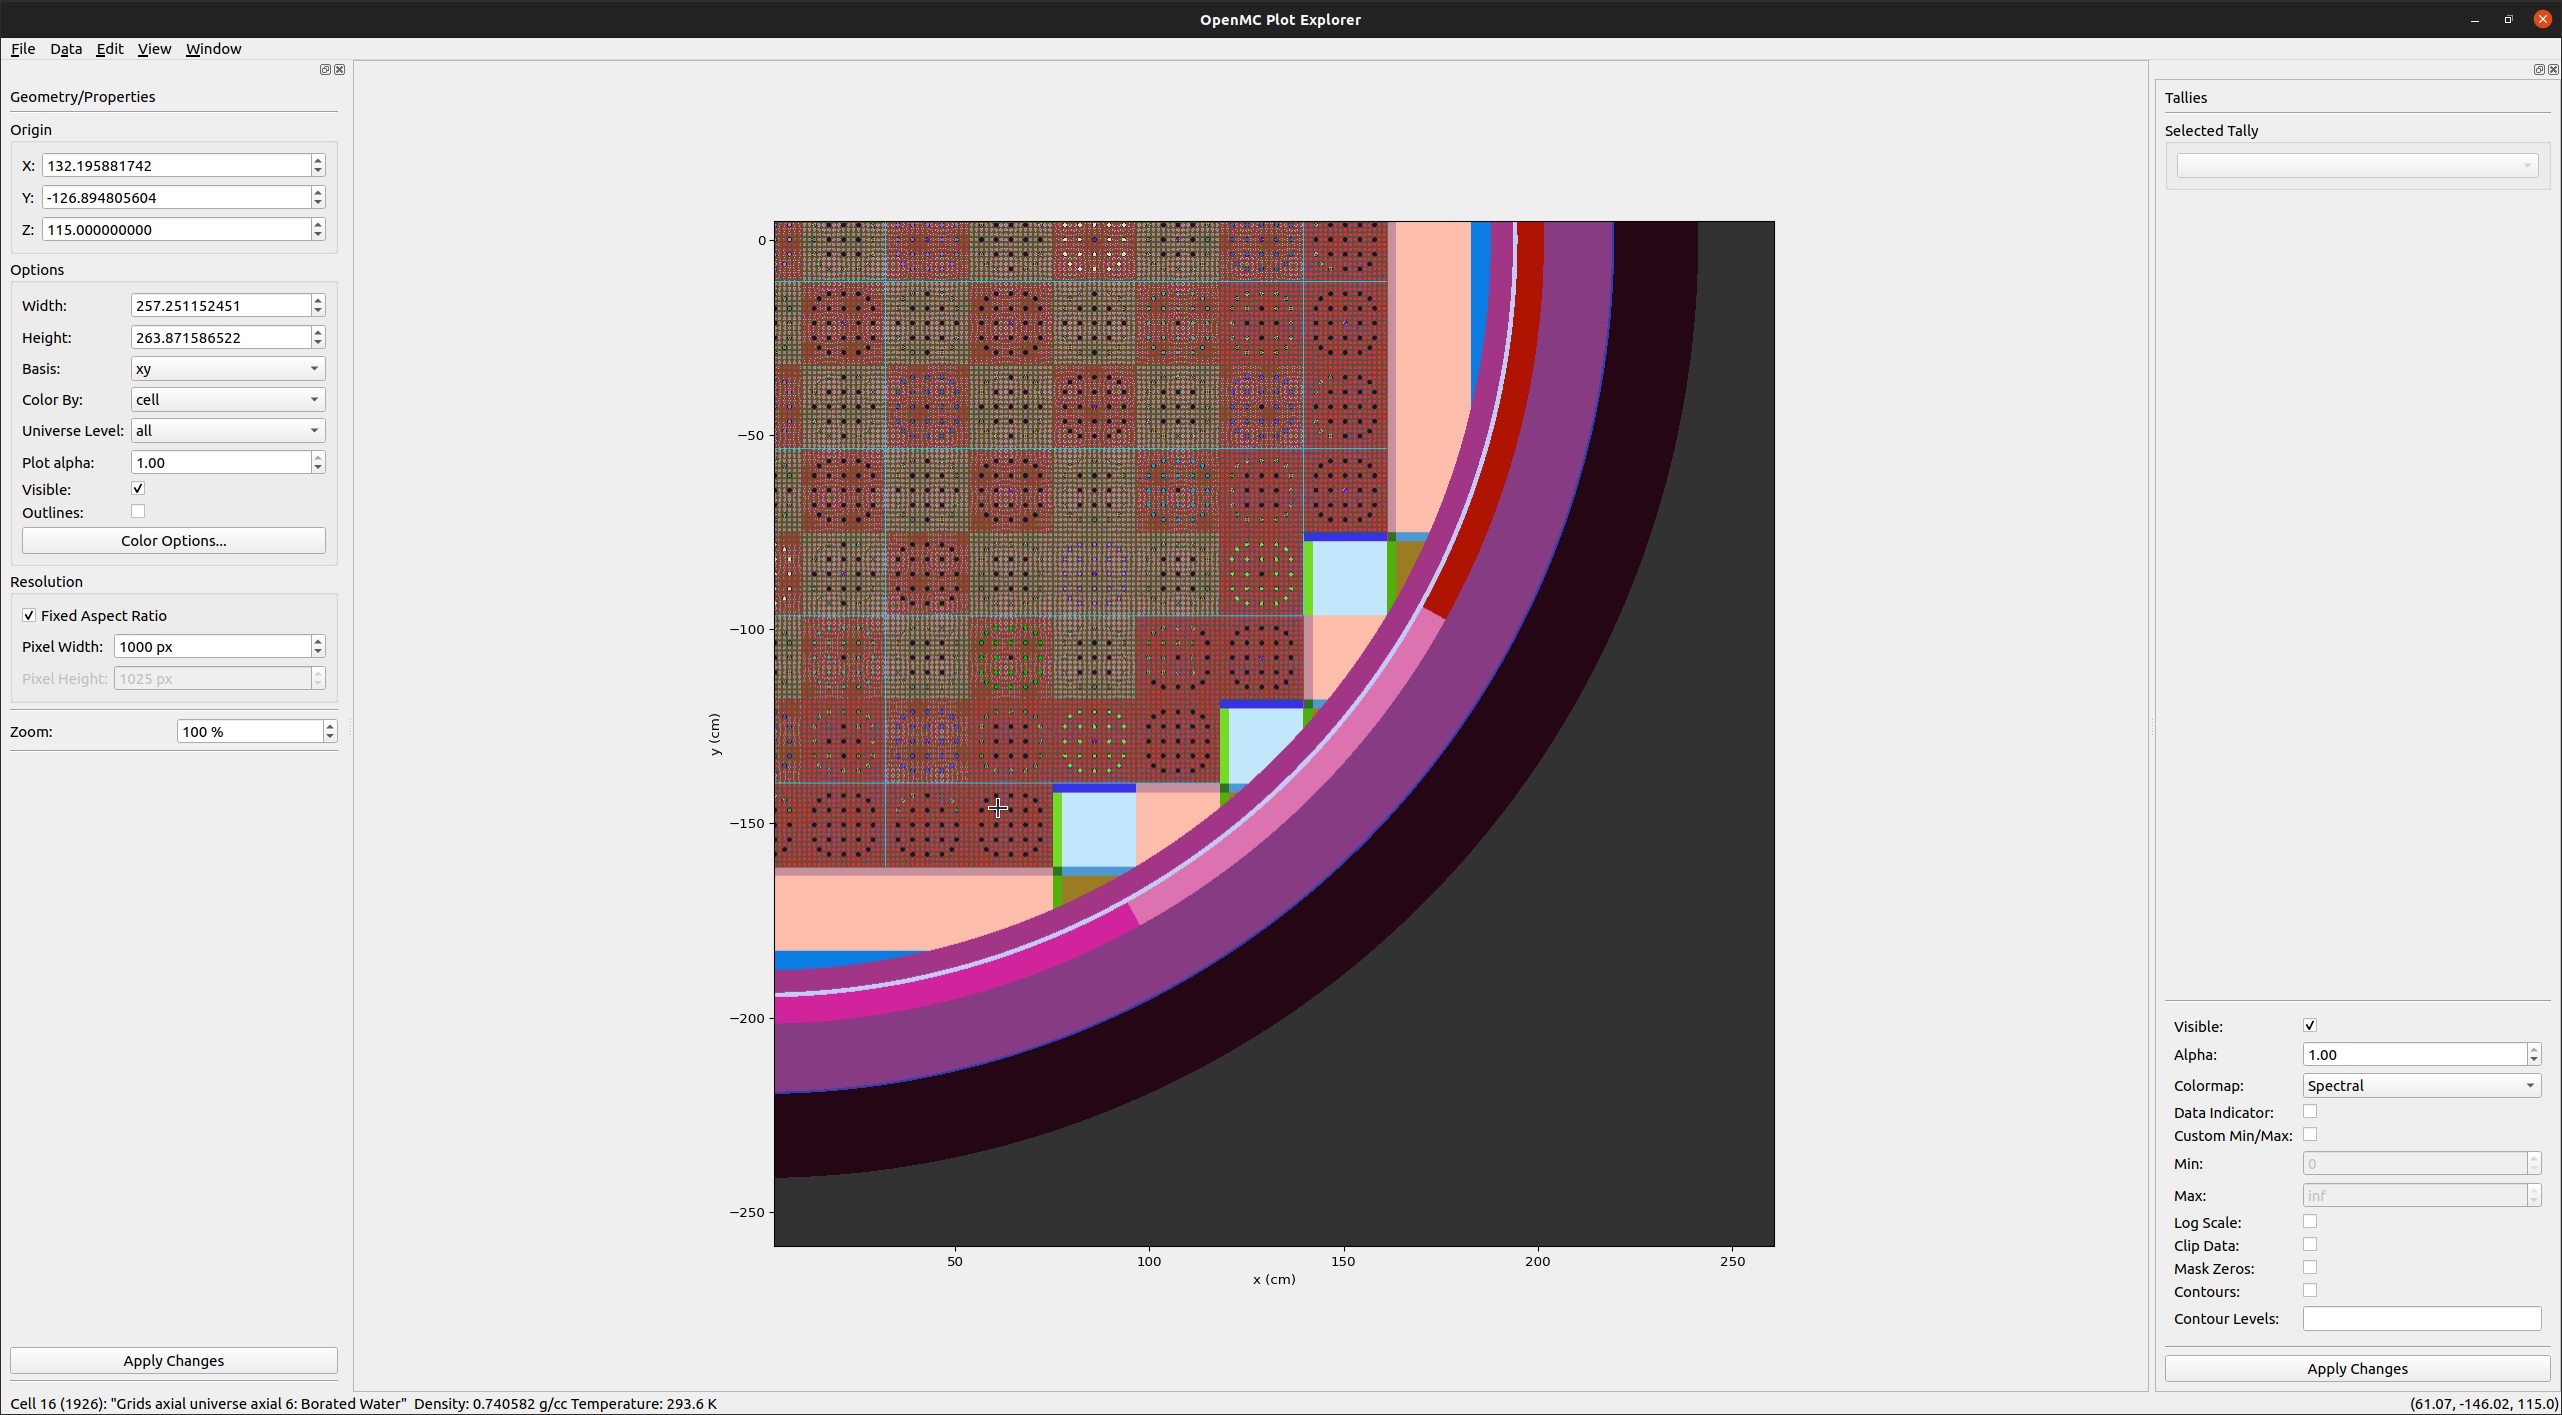 OpenMC Plot Explorer
File Data Edit View Window
Geometry/Properties
Origin
X: 132.195881742
Y: -126.894805604
Z: 115.000000000
Options
Width: 257.251152451
Height: 263.871586522
Basis: xy
Color By: cell
Universe Level: all
Plot alpha: 1.00
Visible:
Outlines:
Color Options...
Resolution
Fixed Aspect Ratio
Pixel Width: 1000 px
Pixel Height: 1025 px
Zoom: 100 %
Apply Changes
0
−50
−100
−150
−200
−250
y (cm)
50 100 150 200 250
x (cm)
Tallies
Selected Tally
Visible:
Alpha: 1.00
Colormap: Spectral
Data Indicator:
Custom Min/Max:
Min: 0
Max: inf
Log Scale:
Clip Data:
Mask Zeros:
Contours:
Contour Levels:
Apply Changes
Cell 16 (1926): "Grids axial universe axial 6: Borated Water" Density: 0.740582 g/cc Temperature: 293.6 K
(61.07, -146.02, 115.0)